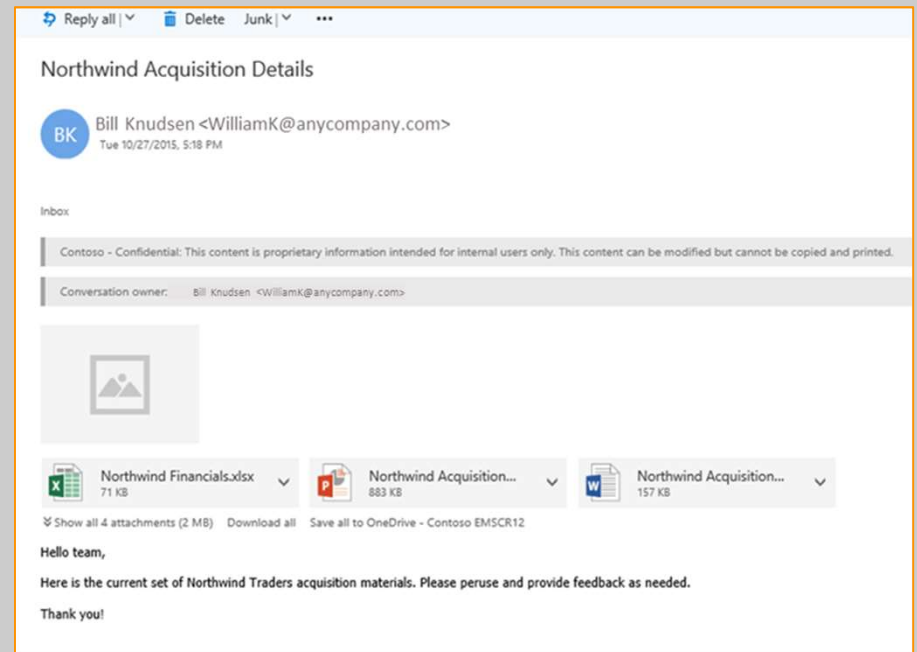 Reply all |
Delete
Junk |
...
Northwind Acquisition Details
BK
Bill Knudsen <WilliamK@anycompany.com>
Tue 10/27/2015, 5:18 PM
Inbox
Contoso - Confidential: This content is proprietary information intended for internal users only. This content can be modified but cannot be copied and printed.
Conversation owner: Bill Knudsen <WilliamK@anycompany.com>
X
Northwind Financials.xlsx
71 KB
P
Northwind Acquisition...
883 KB
W
Northwind Acquisition...
157 KB
Show all 4 attachments (2 MB) Download all Save all to OneDrive - Contoso EMSCR12
Hello team,
Here is the current set of Northwind Traders acquisition materials. Please peruse and provide feedback as needed.
Thank you!